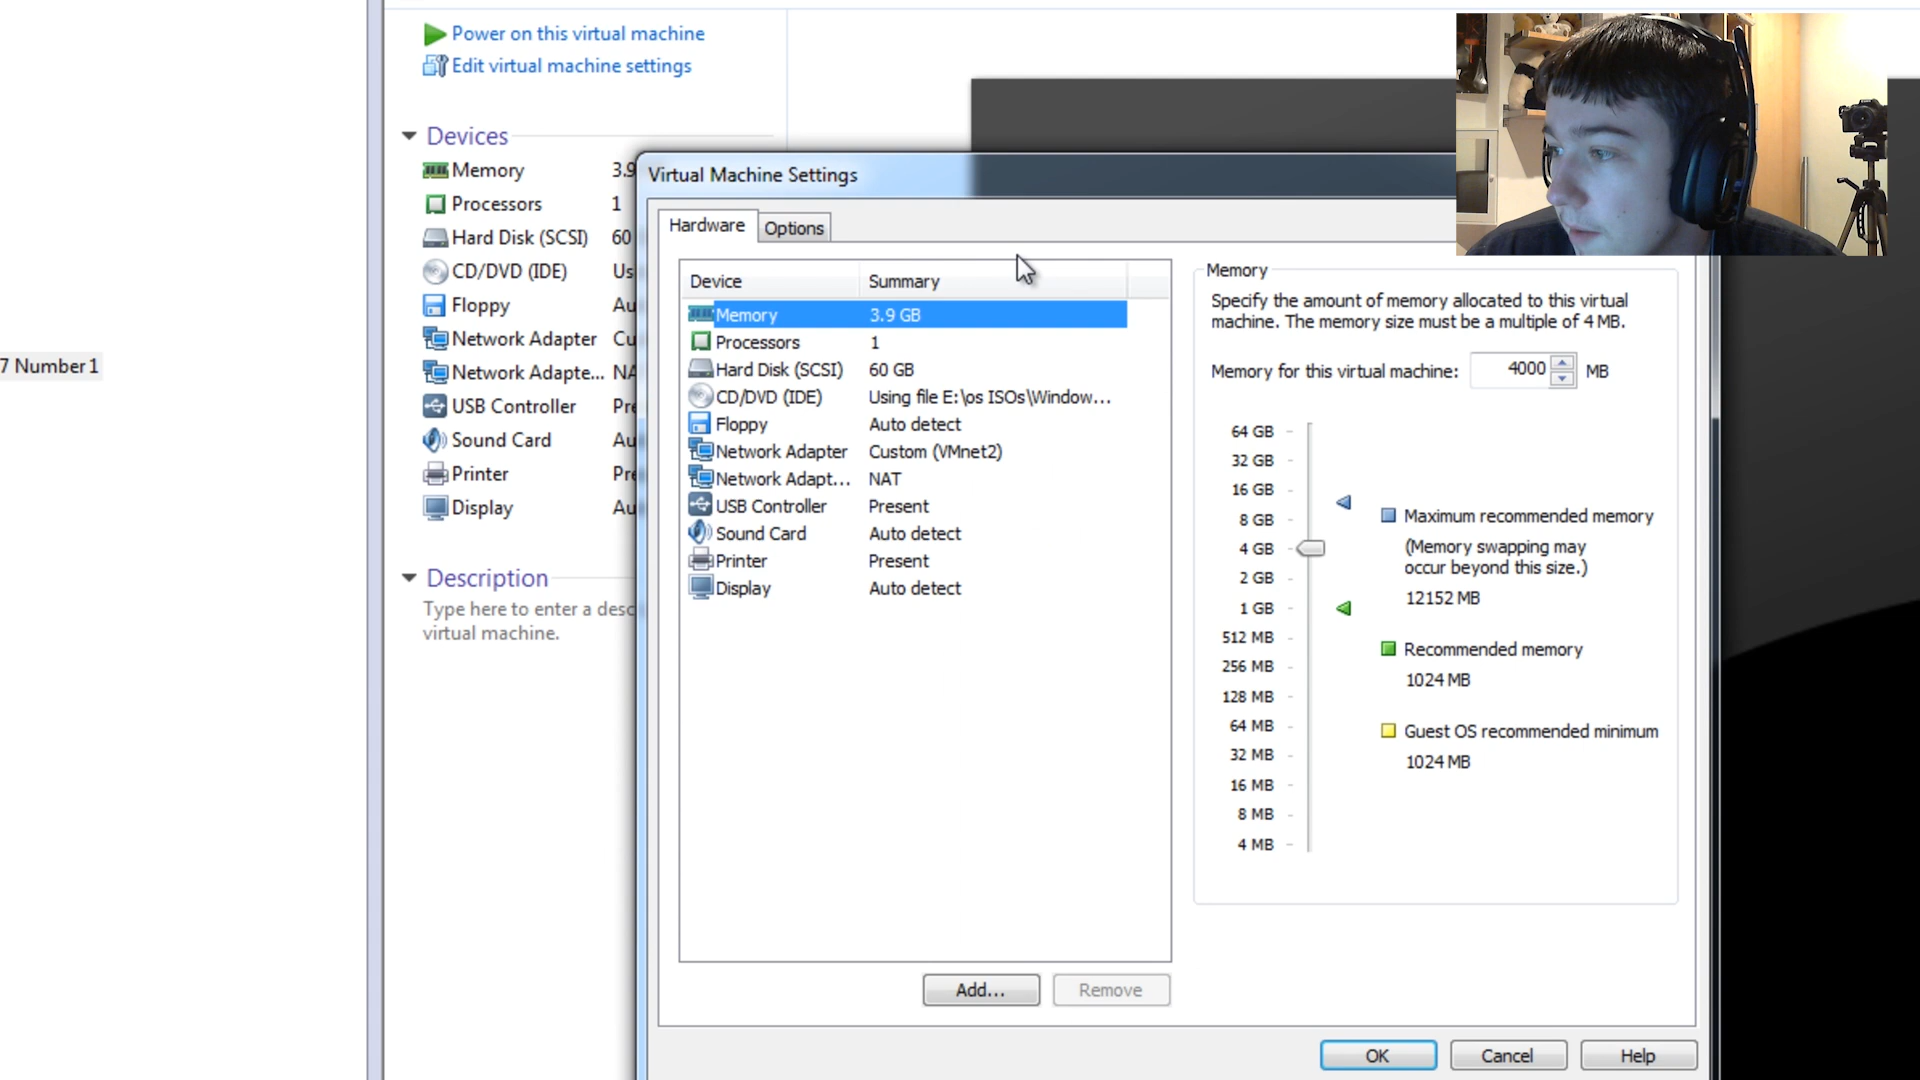 Power on this virtual machine
Edit virtual machine settings
Devices
Memory 3.9
Processors 1
Hard Disk (SCSI) 60
CD/DVD (IDE) Us
Floppy Au
Network Adapter Cu
Network Adapte... NA
USB Controller Pre
Sound Card Au
Printer Pre
Display Au
Description
Type here to enter a desc
virtual machine.
7 Number1
Virtual Machine Settings
Hardware Options
Device Summary
Memory 3.9 GB
Processors 1
Hard Disk (SCSI) 60 GB
CD/DVD (IDE) Using file E:\os ISOs\Window...
Floppy Auto detect
Network Adapter Custom (VMnet2)
Network Adapt... NAT
USB Controller Present
Sound Card Auto detect
Printer Present
Display Auto detect
Add... Remove
Memory
Specify the amount of memory allocated to this virtual
machine. The memory size must be a multiple of 4 MB.
Memory for this virtual machine: 4000 MB
64 GB
32 GB
16 GB
8 GB
4 GB
2 GB
1 GB
512 MB
256 MB
128 MB
64 MB
32 MB
16 MB
8 MB
4 MB
Maximum recommended memory
(Memory swapping may
occur beyond this size.)
12152 MB
Recommended memory
1024 MB
Guest OS recommended minimum
1024 MB
OK Cancel Help